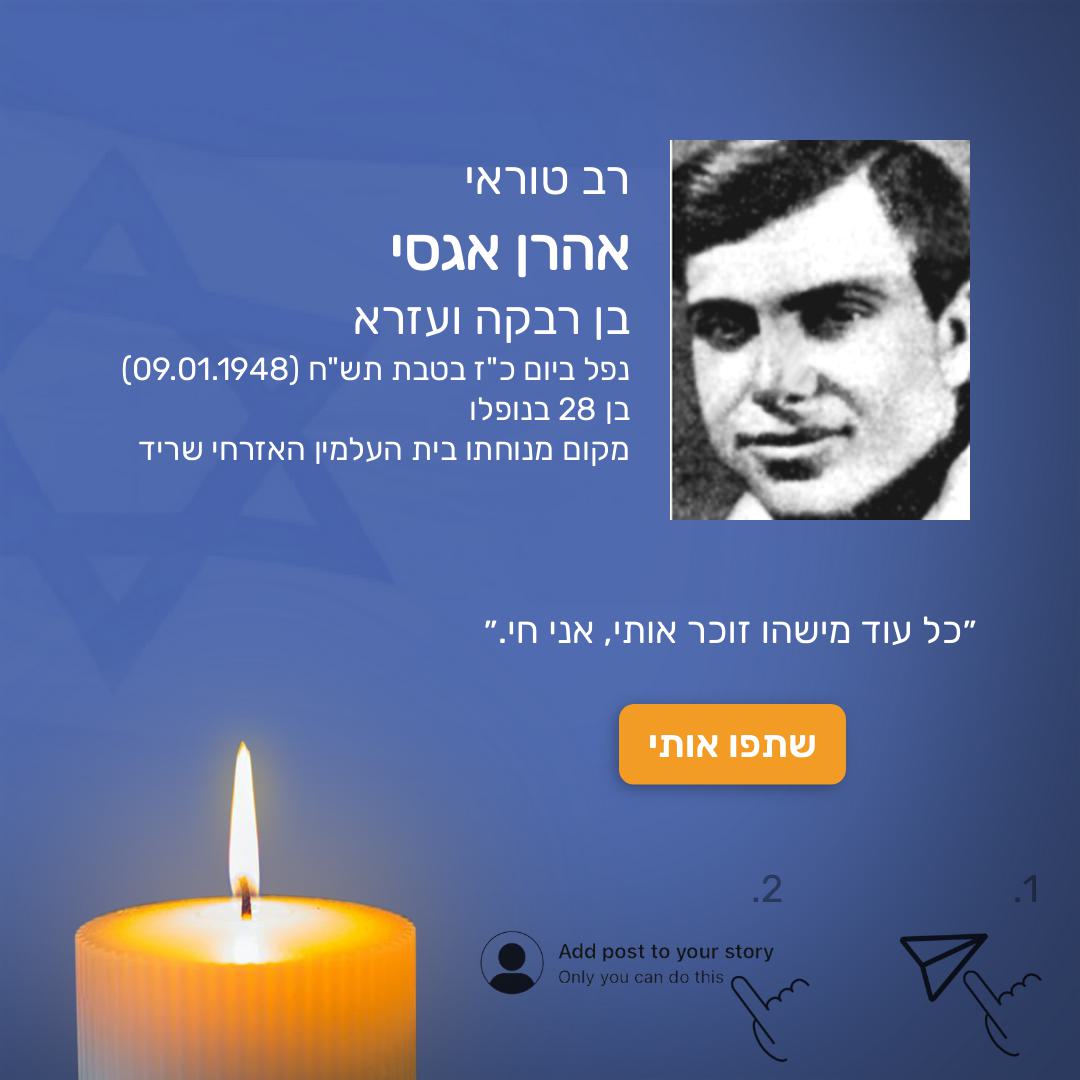 רב טוראי
אהרן אגסי
בן רבקה ועזרא
נפל ביום כ"ז בטבת תש"ח (09.01.1948)
בן 28 בנופלו
מקום מנוחתו בית העלמין האזרחי שריד
״כל עוד מישהו זוכר אותי, אני חי.״
שתפו אותי
1.
2.
Add post to your story
Only you can do this